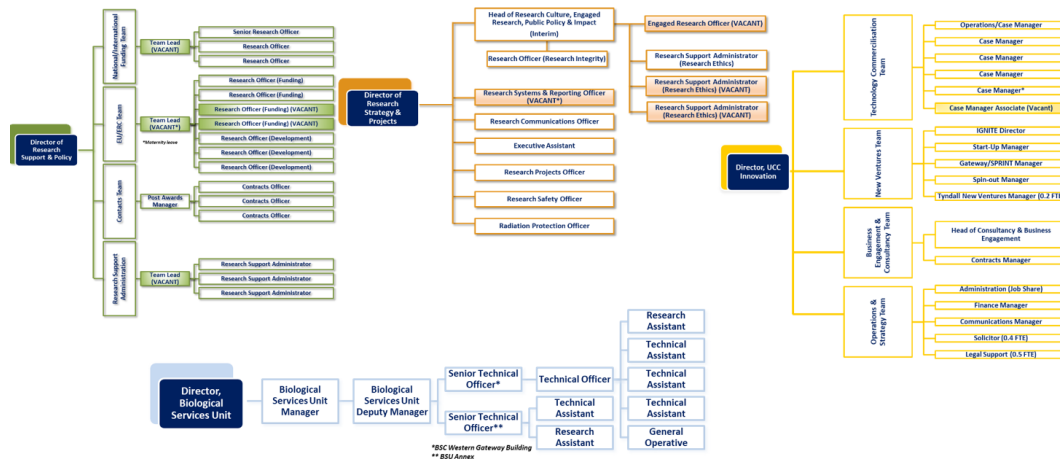 Director of
Research
Support & Policy
National/International
Funding Team
Team Lead
(VACANT)
Senior Research Officer
Research Officer
Research Officer
EU/ERC Team
Team Lead
(VACANT*)
*Maternity leave
Research Officer (Funding)
Research Officer (Funding)
Research Officer (Funding) (VACANT)
Research Officer (Funding) (VACANT)
Research Officer (Development)
Research Officer (Development)
Research Officer (Development)
Contacts Team
Post Awards
Manager
Contracts Officer
Contracts Officer
Contracts Officer
Research Support
Administration
Team Lead
(VACANT)
Research Support Administrator
Research Support Administrator
Research Support Administrator
Director of
Research
Strategy &
Projects
Head of Research Culture, Engaged
Research, Public Policy & Impact
(Interim)
Research Officer (Research Integrity)
Engaged Research Officer (VACANT)
Research Support Administrator
(Research Ethics)
Research Support Administrator
(Research Ethics) (VACANT)
Research Support Administrator
(Research Ethics) (VACANT)
Research Systems & Reporting Officer
(VACANT*)
Research Communications Officer
Executive Assistant
Research Projects Officer
Research Safety Officer
Radiation Protection Officer
Director, UCC
Innovation
Technology Commercilisation
Team
Operations/Case Manager
Case Manager
Case Manager
Case Manager
Case Manager*
Case Manager Associate (Vacant)
New Ventures Team
IGNITE Director
Start-Up Manager
Gateway/SPRINT Manager
Spin-out Manager
Tyndall New Ventures Manager (0.2 FTE)
Business
Engagement &
Consultancy Team
Head of Consultancy & Business
Engagement
Contracts Manager
Operations &
Strategy Team
Administration (Job Share)
Finance Manager
Communications Manager
Solicitor (0.4 FTE)
Legal Support (0.5 FTE)
Director,
Biological
Services Unit
Biological
Services Unit
Manager
Biological
Services Unit
Deputy Manager
Senior Technical
Officer*
Technical Officer
Research
Assistant
Technical
Assistant
Technical
Assistant
Technical
Assistant
General
Operative
Senior Technical
Officer**
Technical
Assistant
Research
Assistant
*BSC Western Gateway Building
** BSU Annex